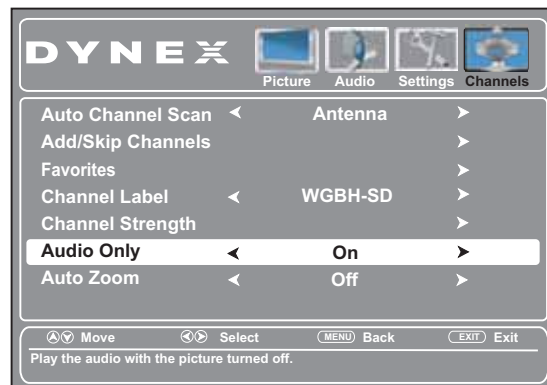 DYNEX
Picture Audio Settings Channels
Auto Channel Scan Antenna
Add/Skip Channels
Favorites
Channel Label WGBH-SD
Channel Strength
Audio Only On
Auto Zoom Off
Move Select MENU Back EXIT Exit
Play the audio with the picture turned off.